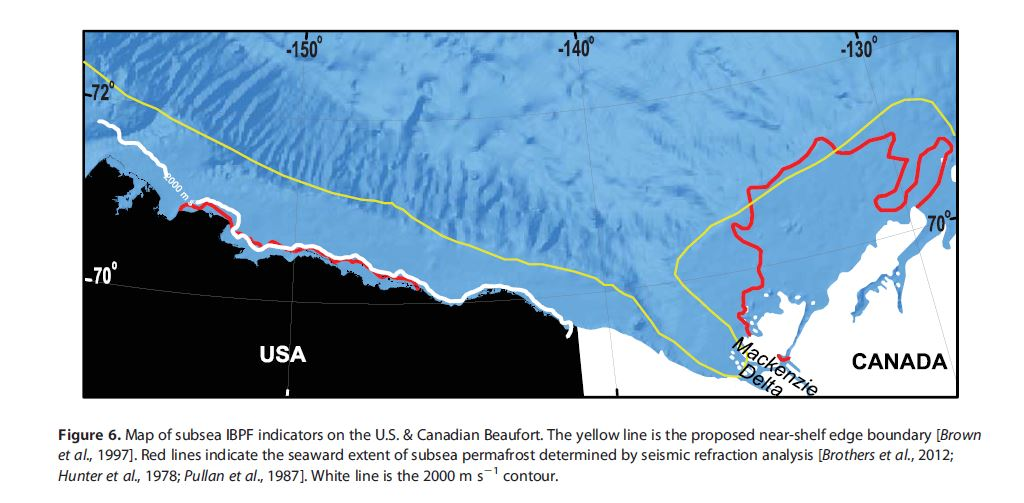 -150°
-140°
-130°
-72°
2000 m s
70°
-70°
USA
Mackenzie
Delta
CANADA
Figure 6. Map of subsea IBPF indicators on the U.S. & Canadian Beaufort. The yellow line is the proposed near-shelf edge boundary [Brown
et al., 1997]. Red lines indicate the seaward extent of subsea permafrost determined by seismic refraction analysis [Brothers et al., 2012;
Hunter et al., 1978; Pullan et al., 1987]. White line is the 2000 m s⁻¹ contour.